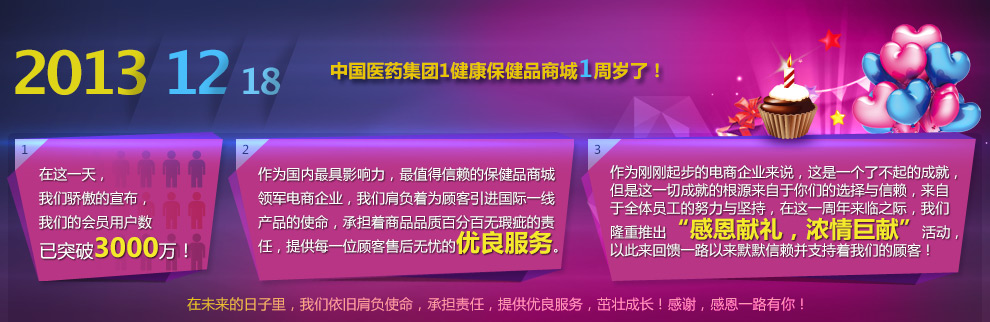 2013 12 18
中国医药集团1健康保健品商城1周岁了！
1
在这一天，
我们骄傲的宣布，
我们的会员用户数
已突破3000万！
2
作为国内最具影响力，最值得信赖的保健品商城
领军电商企业，我们肩负着为顾客引进国际一线
产品的使命，承担着商品品质百分百无瑕疵的责
任，提供每一位顾客售后无忧的优良服务。
3
作为刚刚起步的电商企业来说，这是一个了不起的成就，
但是这一切成就的根源来自于你们的选择与信赖，来自
于全体员工的努力与坚持，在这一周年来临之际，我们
隆重推出“感恩献礼，浓情巨献”活动，
以此来回馈一路以来默默信赖并支持着我们的顾客！
在未来的日子里，我们依旧肩负使命，承担责任，提供优良服务，茁壮成长！感谢，感恩一路有你！